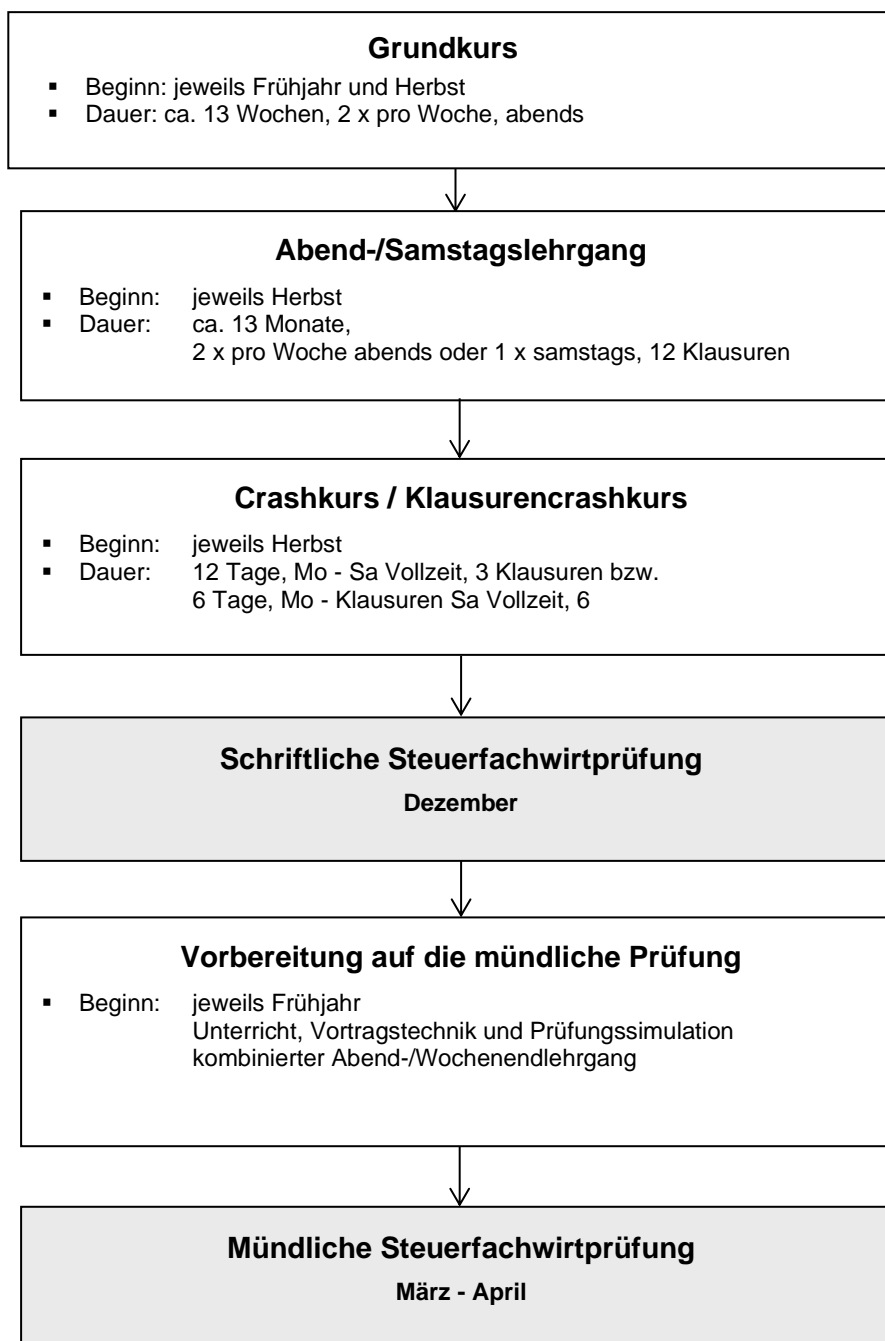 Grundkurs
▪ Beginn: jeweils Frühjahr und Herbst
▪ Dauer: ca. 13 Wochen, 2 x pro Woche, abends
Abend-/Samstagslehrgang
▪ Beginn: jeweils Herbst
▪ Dauer: ca. 13 Monate,
2 x pro Woche abends oder 1 x samstags, 12 Klausuren
Crashkurs / Klausurencrashkurs
▪ Beginn: jeweils Herbst
▪ Dauer: 12 Tage, Mo - Sa Vollzeit, 3 Klausuren bzw.
6 Tage, Mo - Klausuren Sa Vollzeit, 6
Schriftliche Steuerfachwirtprüfung
Dezember
Vorbereitung auf die mündliche Prüfung
▪ Beginn: jeweils Frühjahr
Unterricht, Vortragstechnik und Prüfungssimulation
kombinierter Abend-/Wochenendlehrgang
Mündliche Steuerfachwirtprüfung
März - April